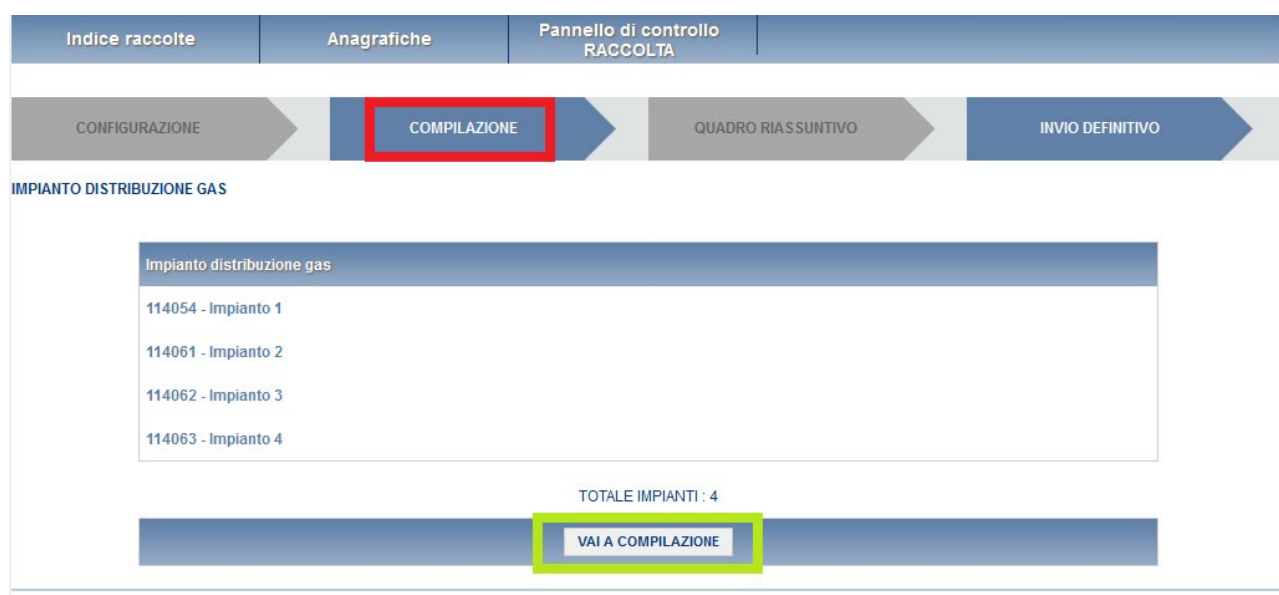 Indice raccolte
Anagrafiche
Pannello di controllo
RACCOLTA
CONFIGURAZIONE
COMPILAZIONE
QUADRO RIASSUNTIVO
INVIO DEFINITIVO
IMPIANTO DISTRIBUZIONE GAS
Impianto distribuzione gas
114054 - Impianto 1
114061 - Impianto 2
114062 - Impianto 3
114063 - Impianto 4
TOTALE IMPIANTI : 4
VAI A COMPILAZIONE